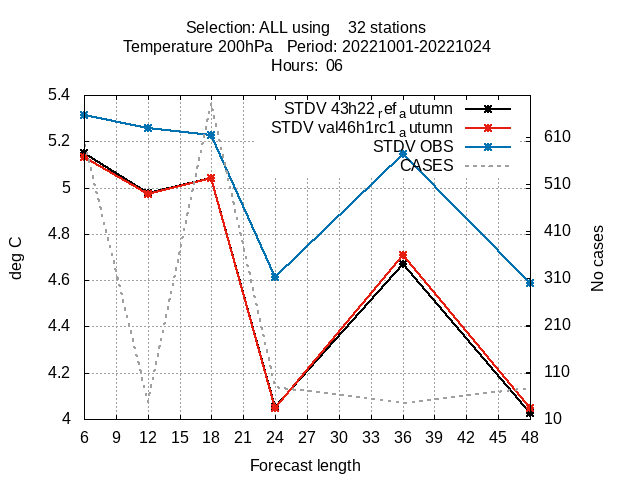 Selection: ALL using    32 stations
Temperature 200hPa   Period: 20221001-20221024
Hours:  06
STDV 43h22_ref_autumn
STDV val46h1rc1_autumn
STDV OBS
CASES
deg C
5.4
5.2
5
4.8
4.6
4.4
4.2
4
No cases
610
510
410
310
210
110
10
6 9 12 15 18 21 24 27 30 33 36 39 42 45 48
Forecast length